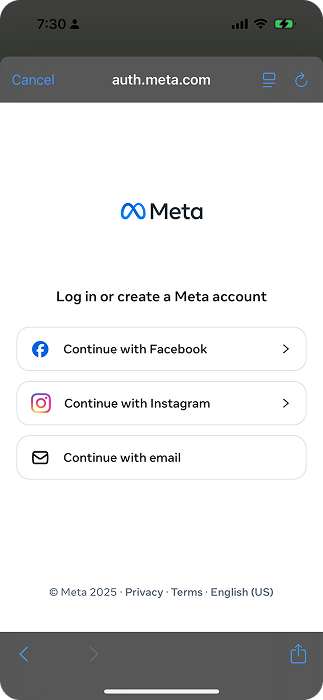 7:30
Cancel
auth.meta.com
Meta
Log in or create a Meta account
Continue with Facebook
Continue with Instagram
Continue with email
© Meta 2025 · Privacy · Terms · English (US)